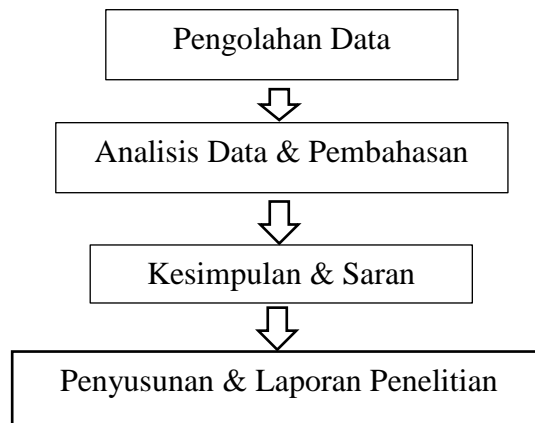 Pengolahan Data
Analisis Data & Pembahasan
Kesimpulan & Saran
Penyusunan & Laporan Penelitian